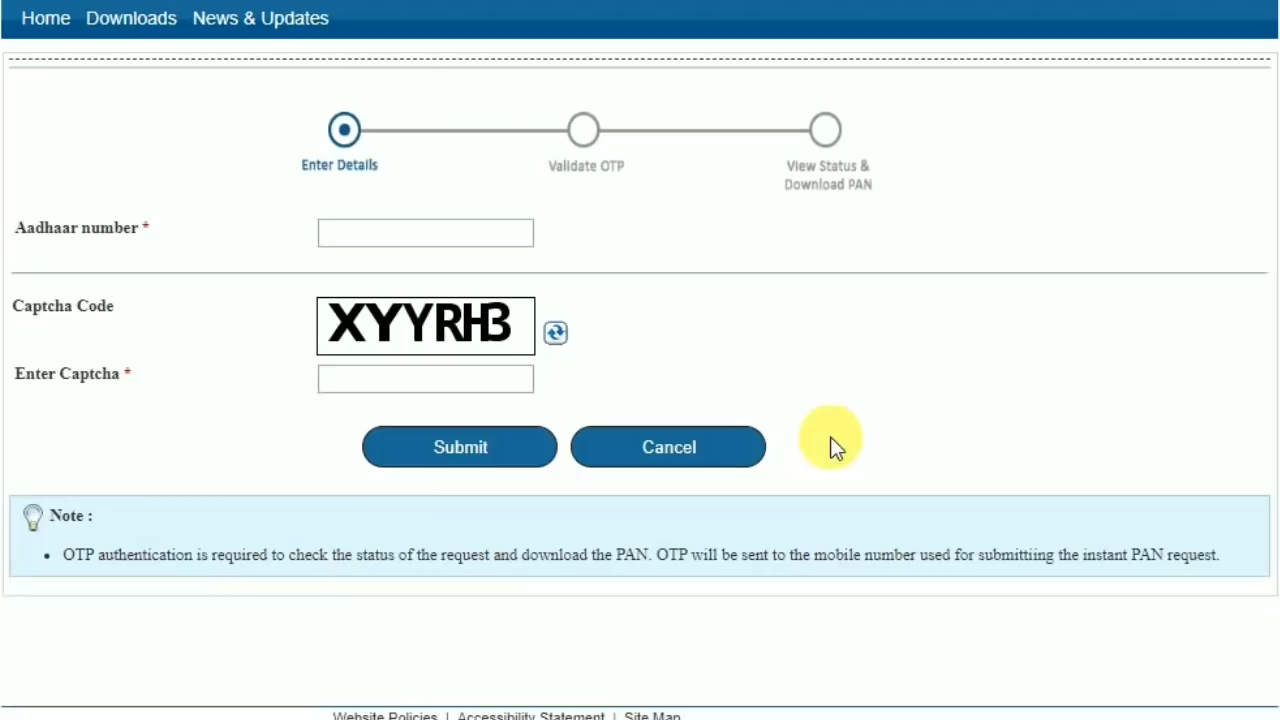 Home Downloads News & Updates
Enter Details Validate OTP View Status &
Download PAN
Aadhaar number *
Captcha Code XYYRH3
Enter Captcha *
Submit Cancel
Note :
• OTP authentication is required to check the status of the request and download the PAN. OTP will be sent to the mobile number used for submittiing the instant PAN request.
Website Policies | Accessibility Statement | Site Map